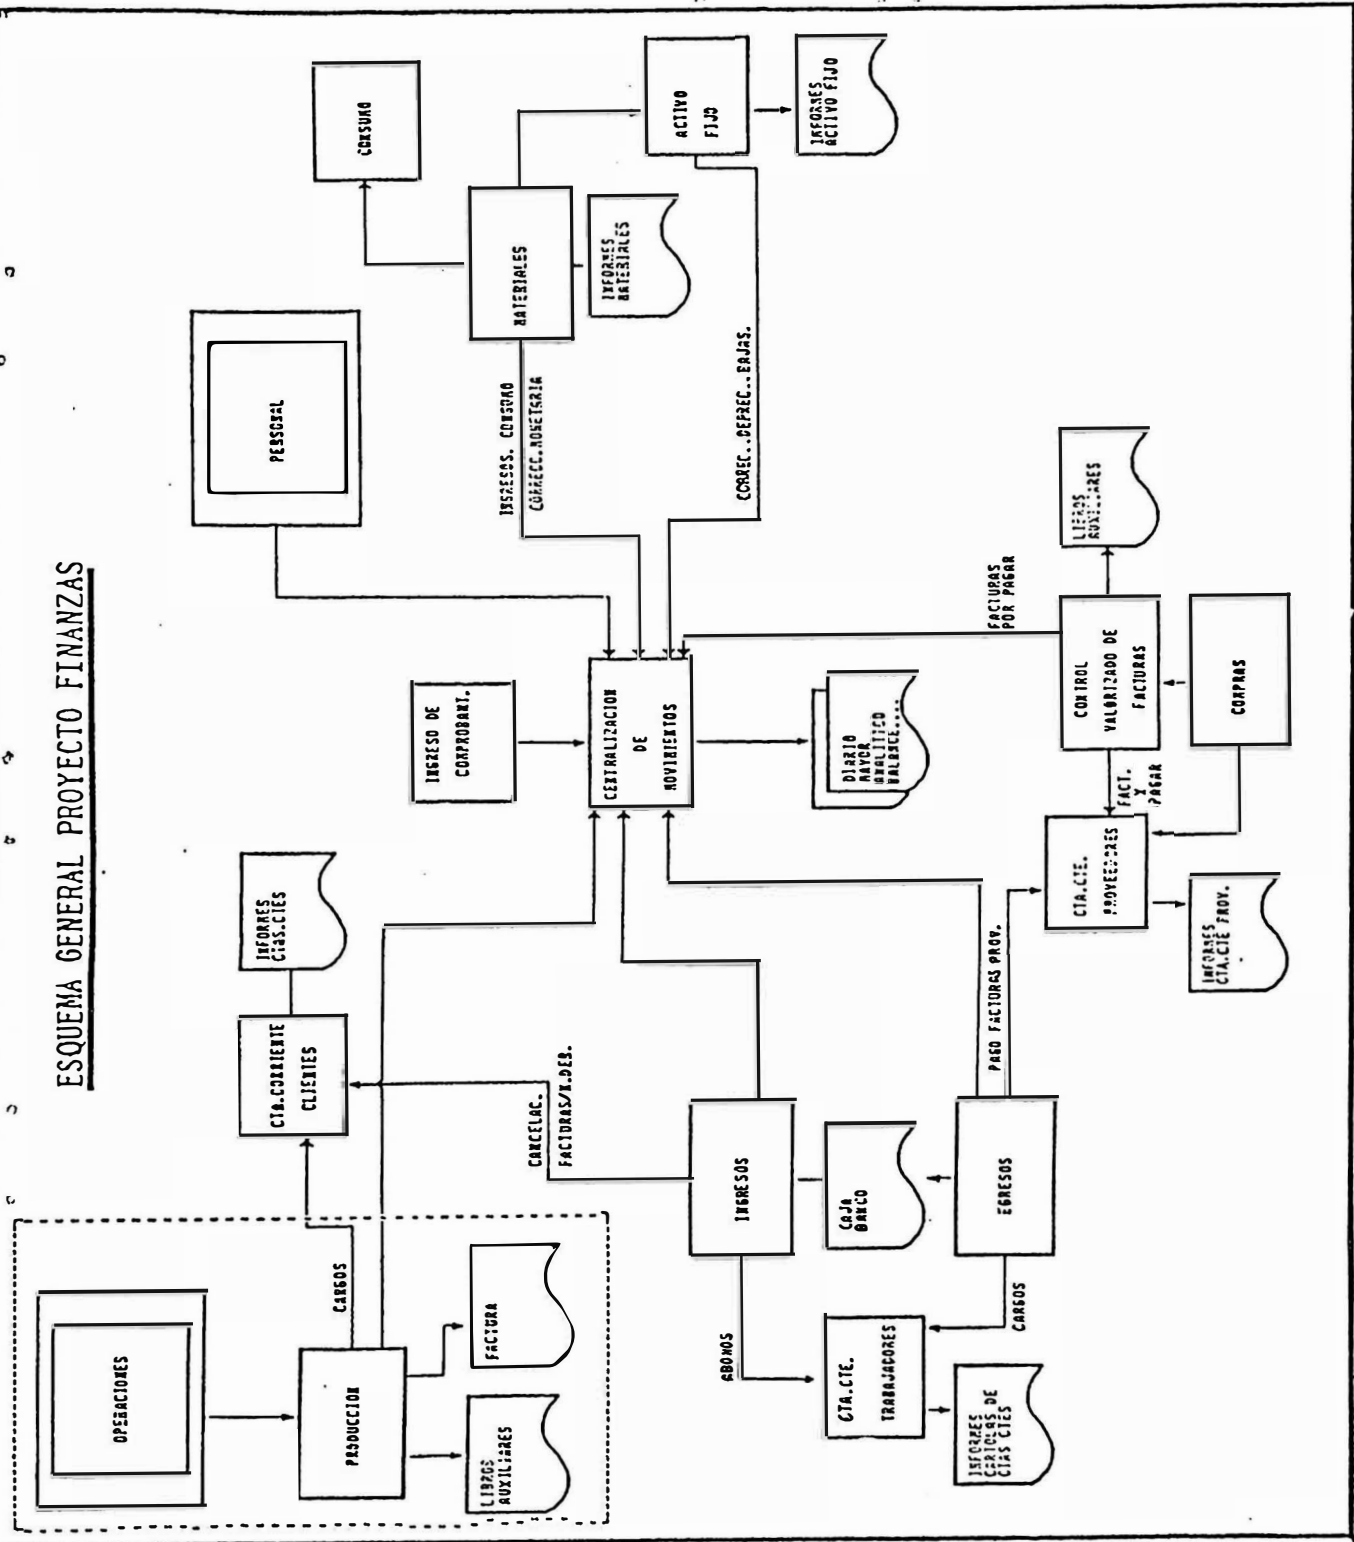 ESQUEMA GENERAL PROYECTO FINANZAS
OPERACIONES
PRODUCCION
LIBROS
AUXILIARES
FACTURA
CARGOS
CTA.CORRIENTE
CLIENTES
INFORMES
CTAS.CTES
PERSONAL
CONSUMO
MATERIALES
INFORMES
MATERIALES
ACTIVO
FIJO
INFORMES
ACTIVO FIJO
INGRESOS. CONSUMO
CORRECC.MONETARIA
CORREC..DEPREC..BAJAS.
INGRESO DE
COMPROBANT.
CENTRALIZACION
DE
MOVIMIENTOS
DIARIO
MAYOR
ANALITICO
BALANCE....
CANCELAC.
FACTURAS/N.DEB.
INGRESOS
ABONOS
CAJA
BANCO
EGRESOS
CARGOS
CTA.CTE.
TRABAJADORES
INFORMES
CARTOLAS DE
CTAS CTES
PAGO FACTURAS PROV.
CTA.CTE.
PROVEEDORES
INFORMES
CTA.CTE PROV.
FACT.
X
PAGAR
FACTURAS
POR PAGAR
CONTROL
VALORIZADO DE
FACTURAS
LIBROS
AUXILIARES
COMPRAS